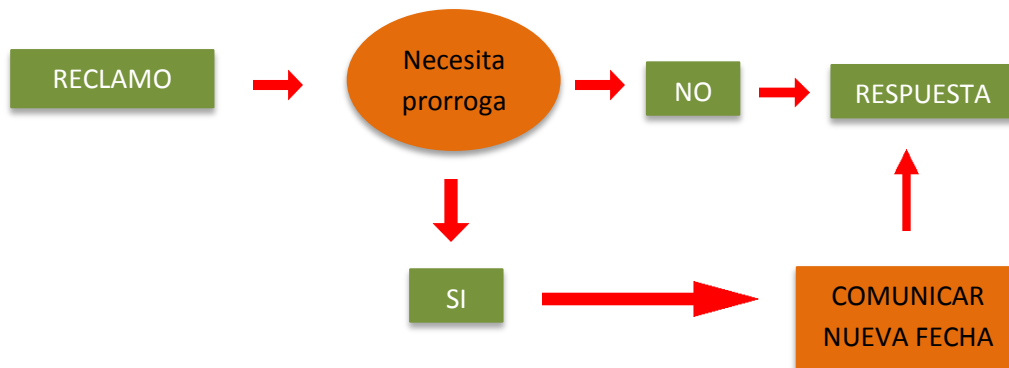 RECLAMO
Necesita
prorroga
NO
RESPUESTA
SI
COMUNICAR
NUEVA FECHA